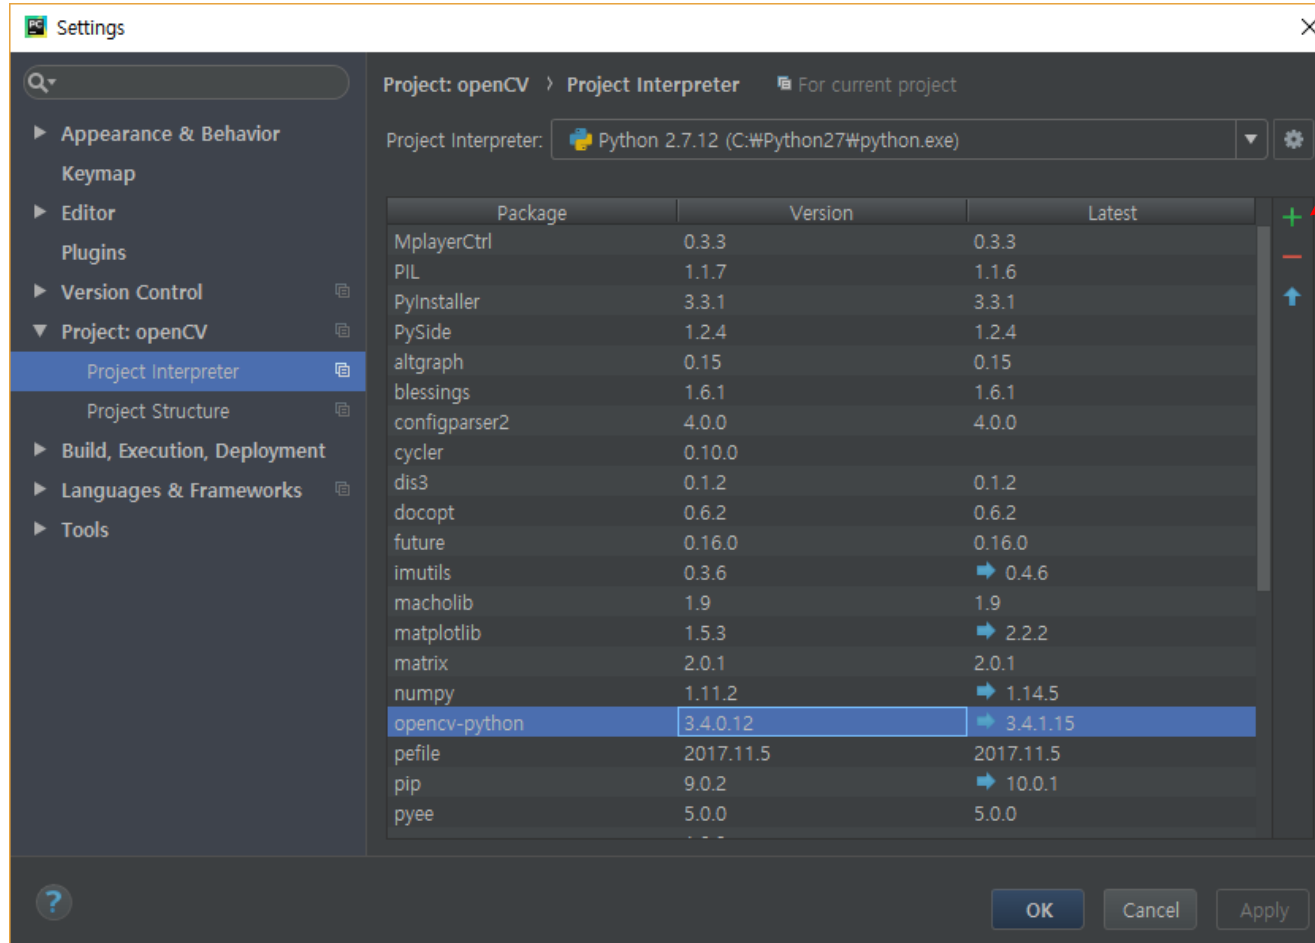 PC Settings
Project: openCV › Project Interpreter For current project
Appearance & Behavior
Keymap
Editor
Plugins
Version Control
Project: openCV
Project Interpreter
Project Structure
Build, Execution, Deployment
Languages & Frameworks
Tools
Project Interpreter: Python 2.7.12 (C:₩Python27₩python.exe)
Package Version Latest
MplayerCtrl 0.3.3 0.3.3
PIL 1.1.7 1.1.6
PyInstaller 3.3.1 3.3.1
PySide 1.2.4 1.2.4
altgraph 0.15 0.15
blessings 1.6.1 1.6.1
configparser2 4.0.0 4.0.0
cycler 0.10.0
dis3 0.1.2 0.1.2
docopt 0.6.2 0.6.2
future 0.16.0 0.16.0
imutils 0.3.6 0.4.6
macholib 1.9 1.9
matplotlib 1.5.3 2.2.2
matrix 2.0.1 2.0.1
numpy 1.11.2 1.14.5
opencv-python 3.4.0.12 3.4.1.15
pefile 2017.11.5 2017.11.5
pip 9.0.2 10.0.1
pyee 5.0.0 5.0.0
?
OK Cancel Apply